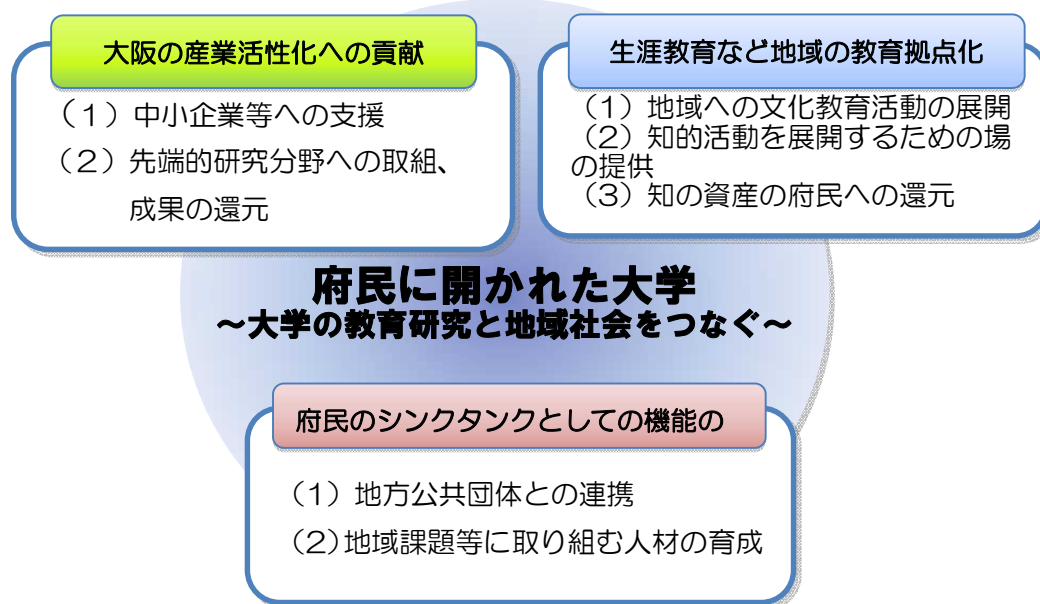 大阪の産業活性化への貢献
（１）中小企業等への支援
（２）先端的研究分野への取組、
成果の還元
生涯教育など地域の教育拠点化
（１）地域への文化教育活動の展開
（２）知的活動を展開するための場
の提供
（３）知の資産の府民への還元
府民に開かれた大学
～大学の教育研究と地域社会をつなぐ～
府民のシンクタンクとしての機能の
（１）地方公共団体との連携
（２）地域課題等に取り組む人材の育成